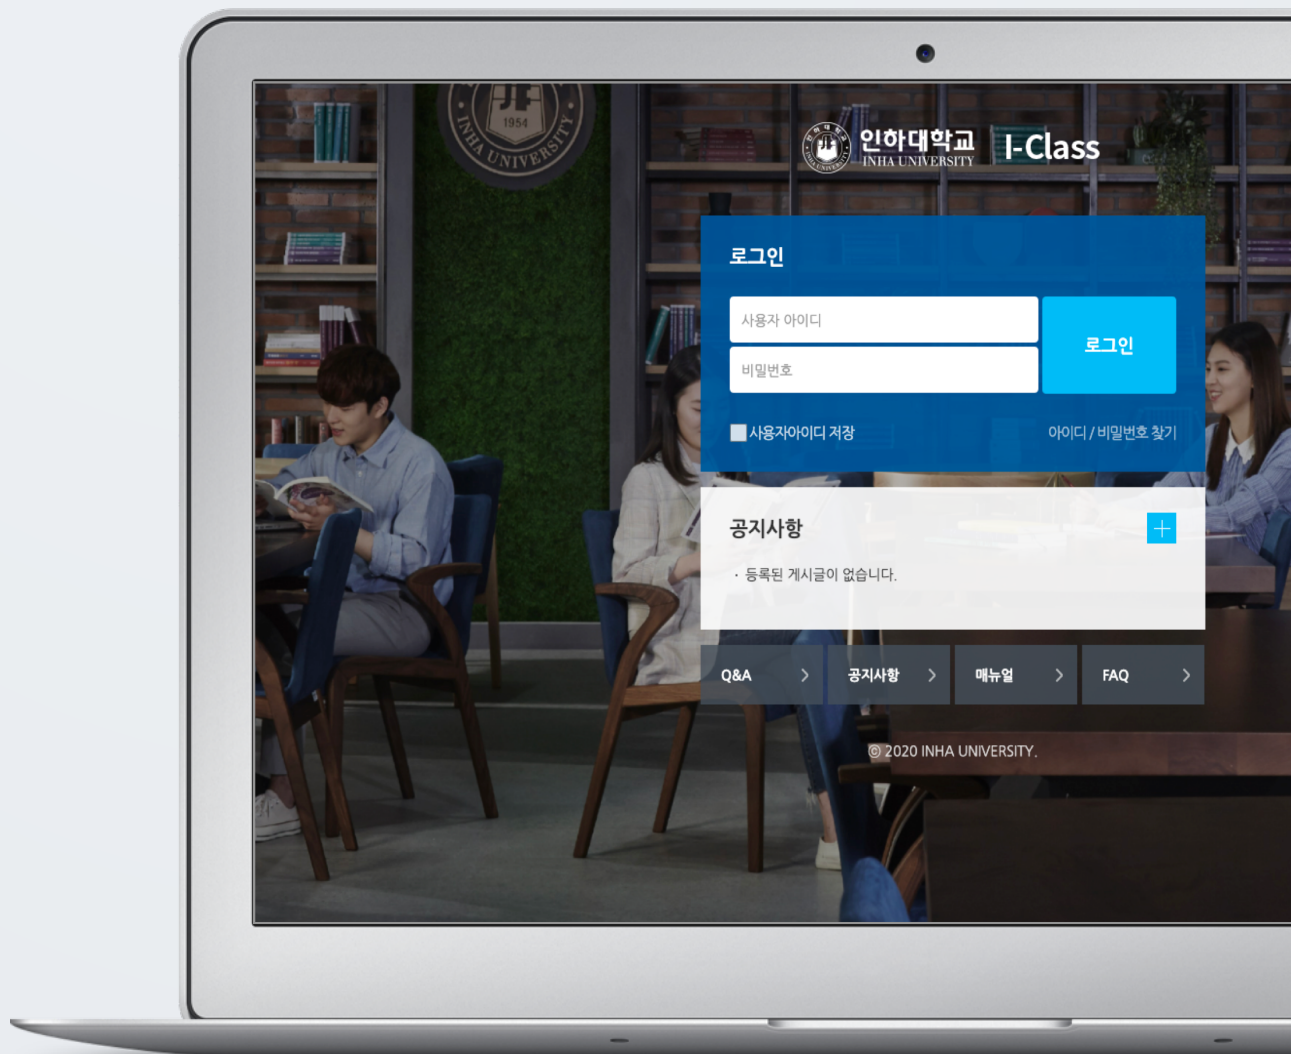 1954
INHA UNIVERSITY
인하대학교
INHA UNIVERSITY
I-Class
로그인
사용자 아이디
비밀번호
로그인
사용자아이디 저장
아이디 / 비밀번호 찾기
공지사항
· 등록된 게시글이 없습니다.
Q&A
공지사항
매뉴얼
FAQ
© 2020 INHA UNIVERSITY.